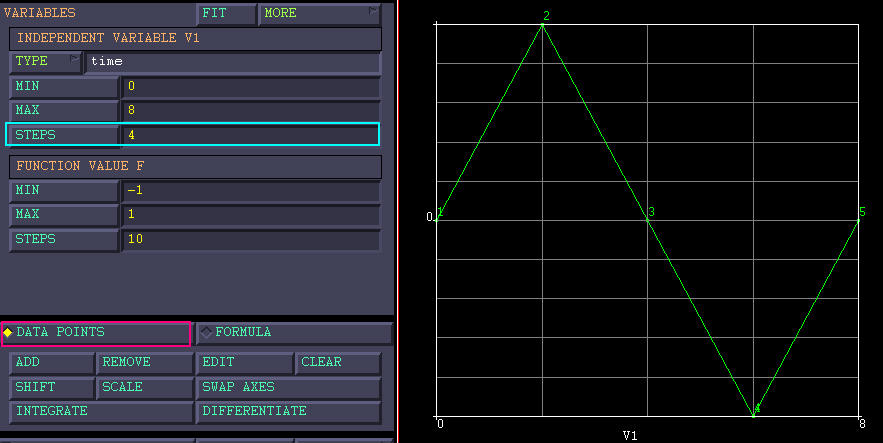 VARIABLES FIT MORE
INDEPENDENT VARIABLE V1
TYPE time
MIN 0
MAX 8
STEPS 4
FUNCTION VALUE F
MIN -1
MAX 1
STEPS 10
DATA POINTS FORMULA
ADD REMOVE EDIT CLEAR
SHIFT SCALE SWAP AXES
INTEGRATE DIFFERENTIATE
2
0
1
3
5
4
0
8
V1